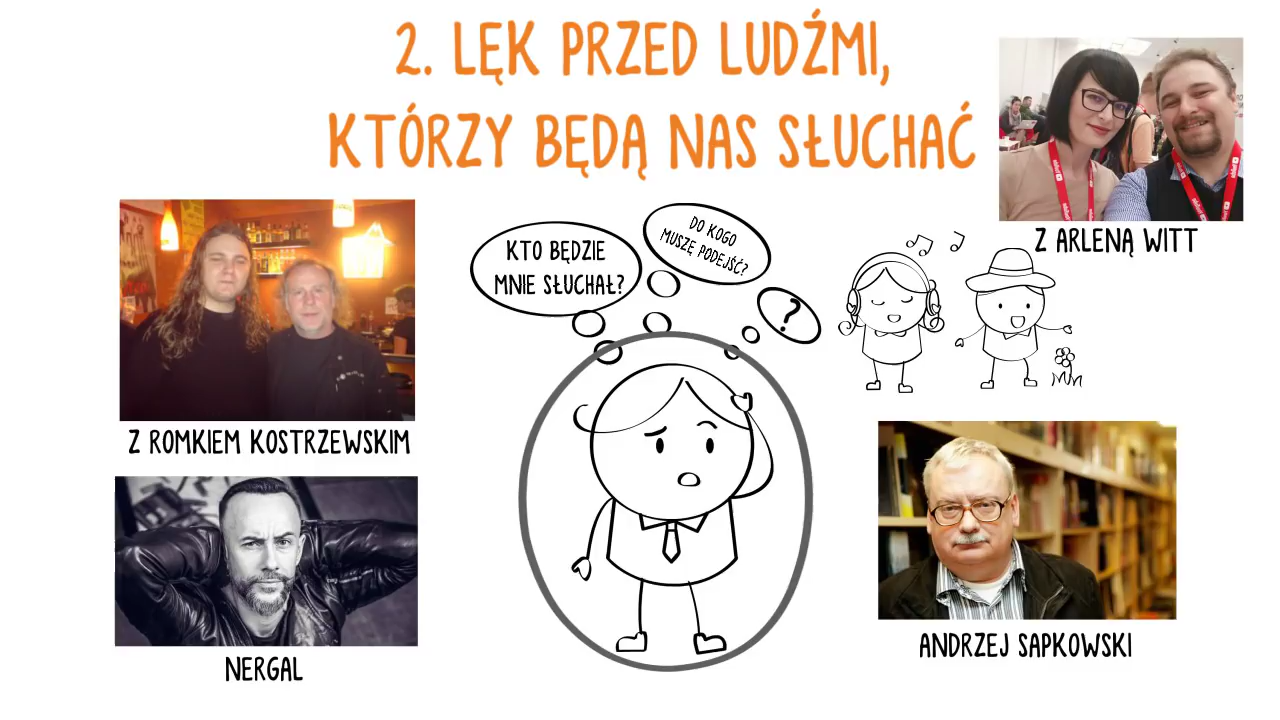 2. LĘK PRZED LUDŹMI,
KTÓRZY BĘDĄ NAS SŁUCHAĆ
Z ARLENĄ WITT
KTO BĘDZIE
MNIE SŁUCHAŁ?
DO KOGO
MUSZĘ PODEJŚĆ?
?
Z ROMKIEM KOSTRZEWSKIM
NERGAL
ANDRZEJ SAPKOWSKI